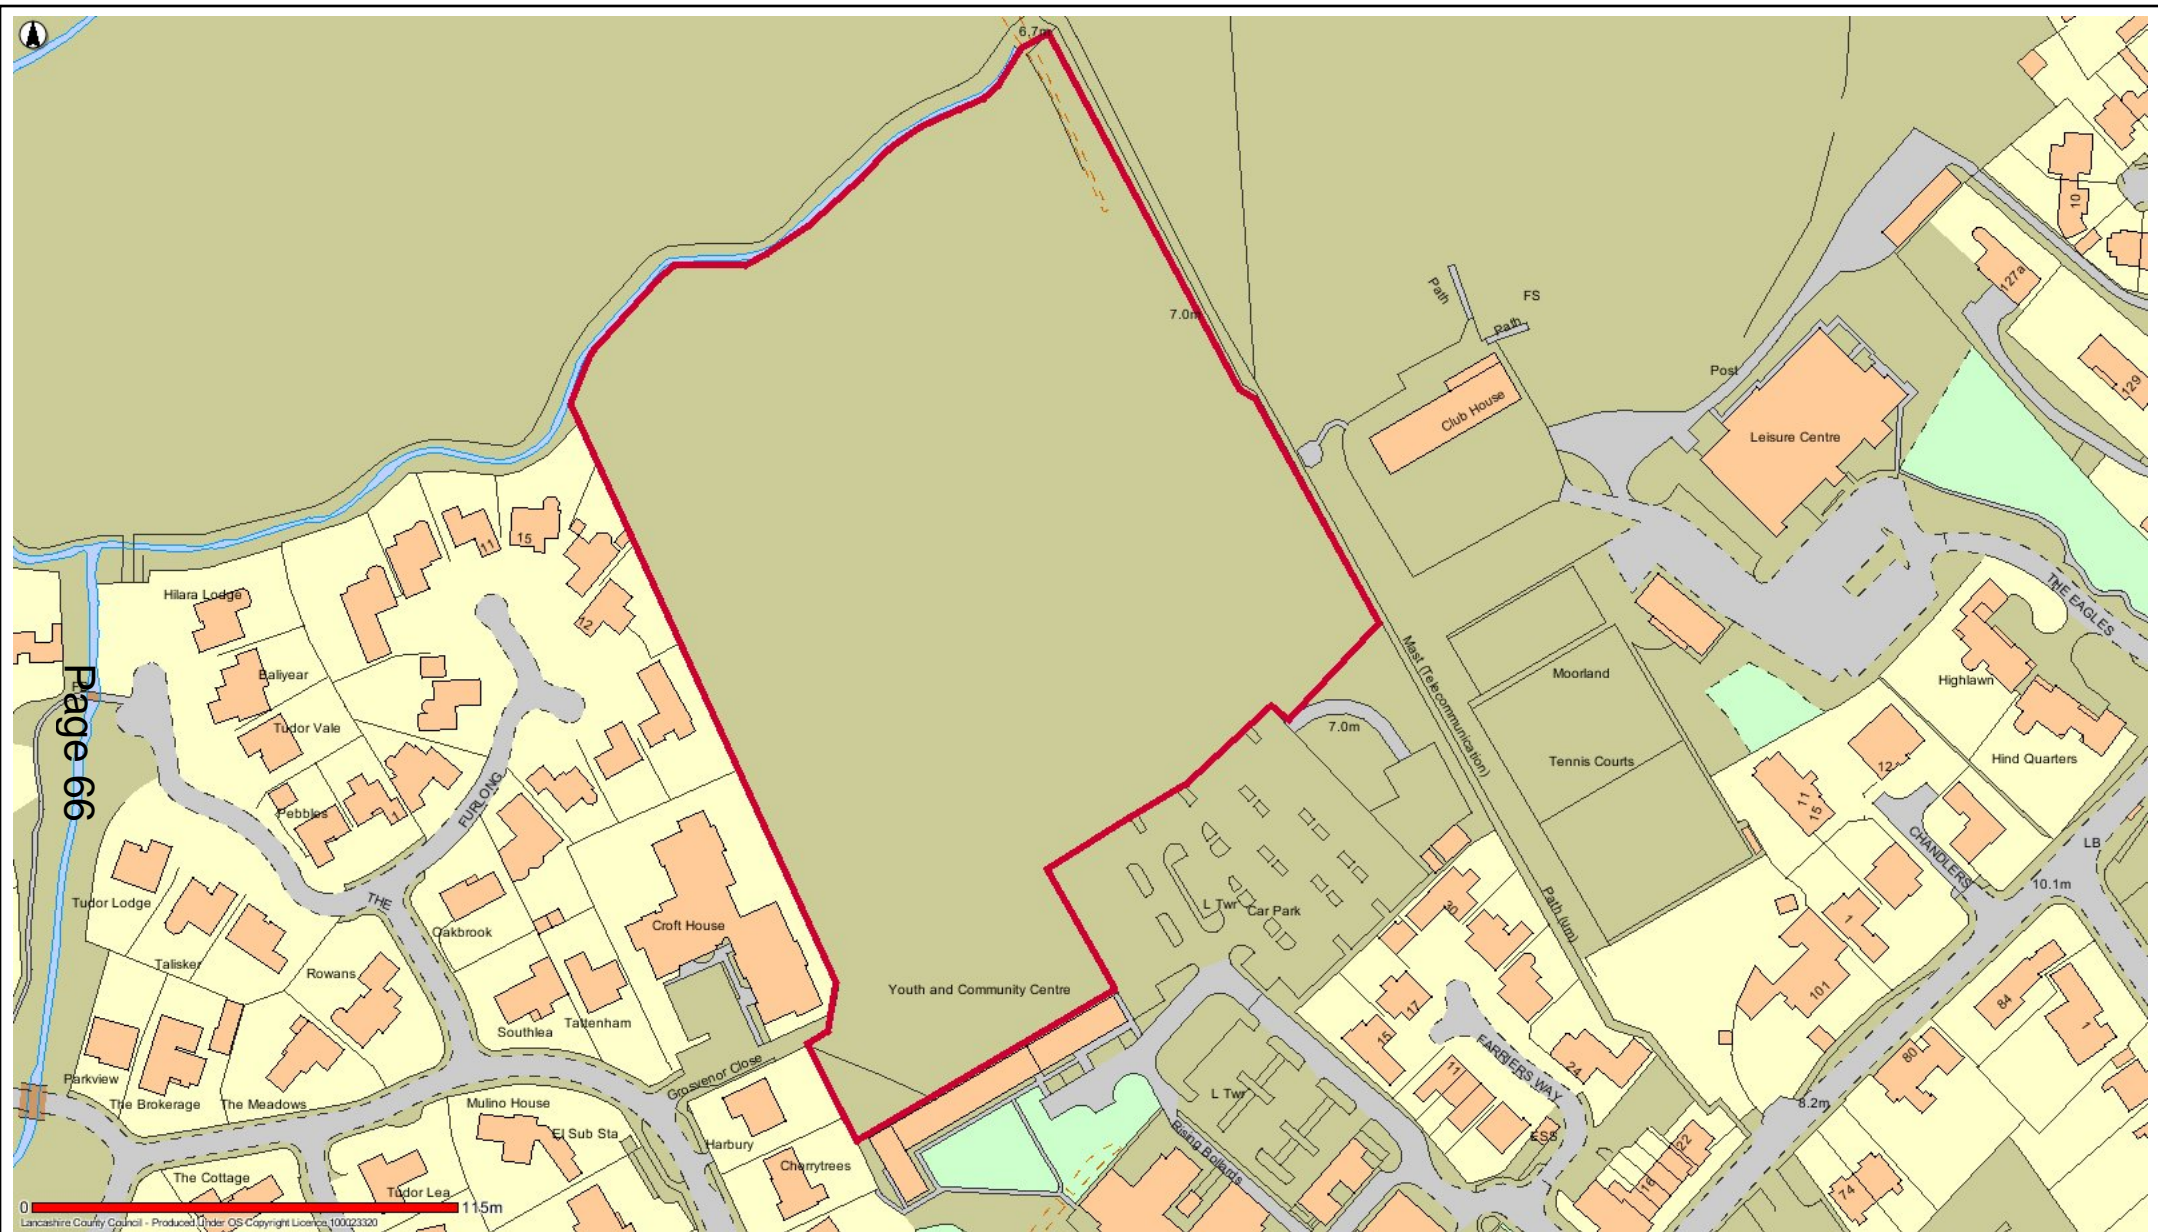 6.7m
10
127a
Path
FS
Path
7.0m
Post
129
Club House
Leisure Centre
11
15
Hilara Lodge
12
THE EAGLES
Mast (Telecommunication)
Moorland
Ballyear
Highlawn
Page 66
Tudor Vale
7.0m
Tennis Courts
Hind Quarters
FURLONG
Pebbles
1
11
15
CHANDLERS
LB
10.1m
Tudor Lodge
THE
Oakbrook
Croft House
L Twr
Car Park
30
Path (um)
1
Talisker
Rowans
Youth and Community Centre
17
101
84
Southlea
Tattenham
15
1
Grosvenor Close
FARRIERS WAY
24
80
Parkview
The Brokerage
The Meadows
Mulino House
11
L Twr
8.2m
El Sub Sta
Harbury
Rising Bollards
ESS
22
Cherrytrees
The Cottage
Tudor Lea
16
74
0
115m
Lancashire County Council - Produced Under OS Copyright Licence 100023320